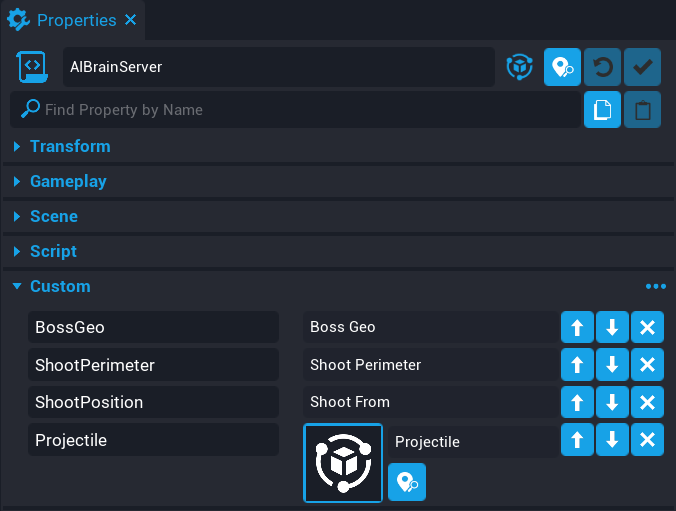 Properties
AIBrainServer
Find Property by Name
Transform
Gameplay
Scene
Script
Custom
BossGeo Boss Geo
ShootPerimeter Shoot Perimeter
ShootPosition Shoot From
Projectile Projectile